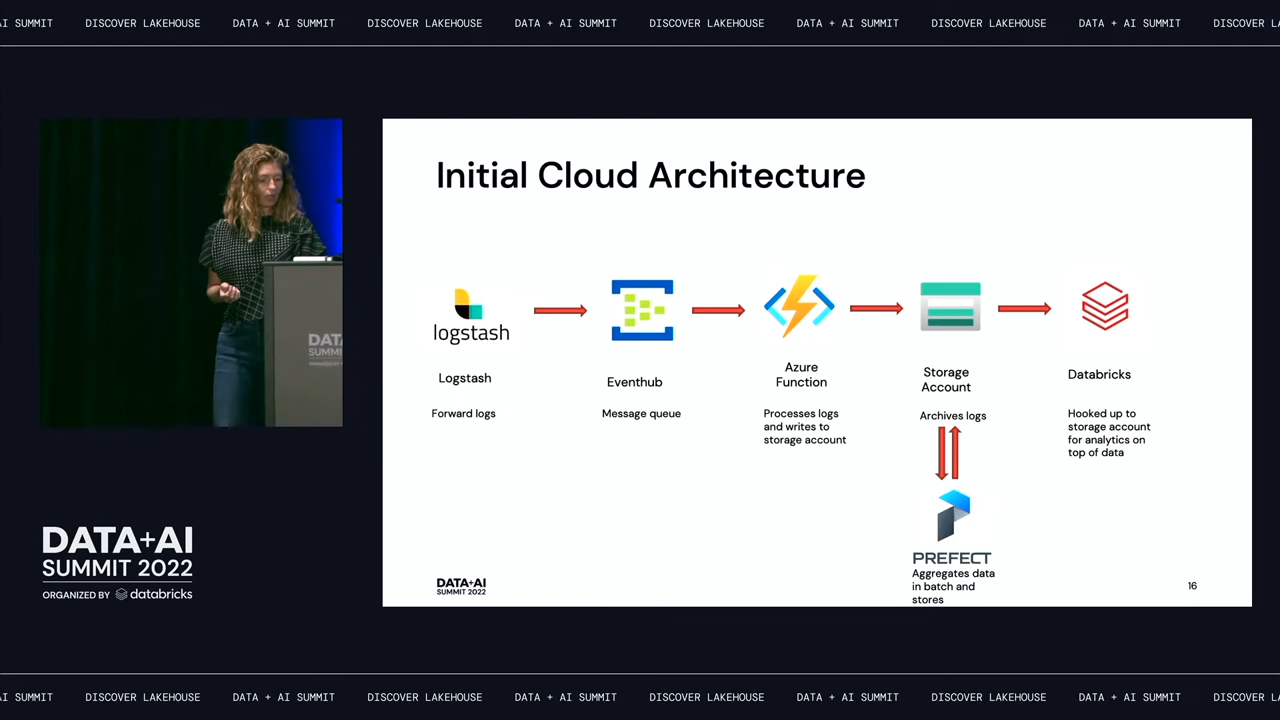 AI SUMMIT DISCOVER LAKEHOUSE DATA + AI SUMMIT DISCOVER LAKEHOUSE DATA + AI SUMMIT DISCOVER LAKEHOUSE DATA + AI SUMMIT DISCOVER LAKEHOUSE DATA + AI SUMMIT DISCOVER
Initial Cloud Architecture
logstash
Logstash
Forward logs
Eventhub
Message queue
Azure
Function
Processes logs
and writes to
storage account
Storage
Account
Archives logs
Databricks
Hooked up to
storage account
for analytics on
top of data
PREFECT
Aggregates data
in batch and
stores
DATA+AI
SUMMIT 2022
16
DATA
SUMM
DATA+AI
SUMMIT 2022
ORGANIZED BY databricks
AI SUMMIT DISCOVER LAKEHOUSE DATA + AI SUMMIT DISCOVER LAKEHOUSE DATA + AI SUMMIT DISCOVER LAKEHOUSE DATA + AI SUMMIT DISCOVER LAKEHOUSE DATA + AI SUMMIT DISCOVER